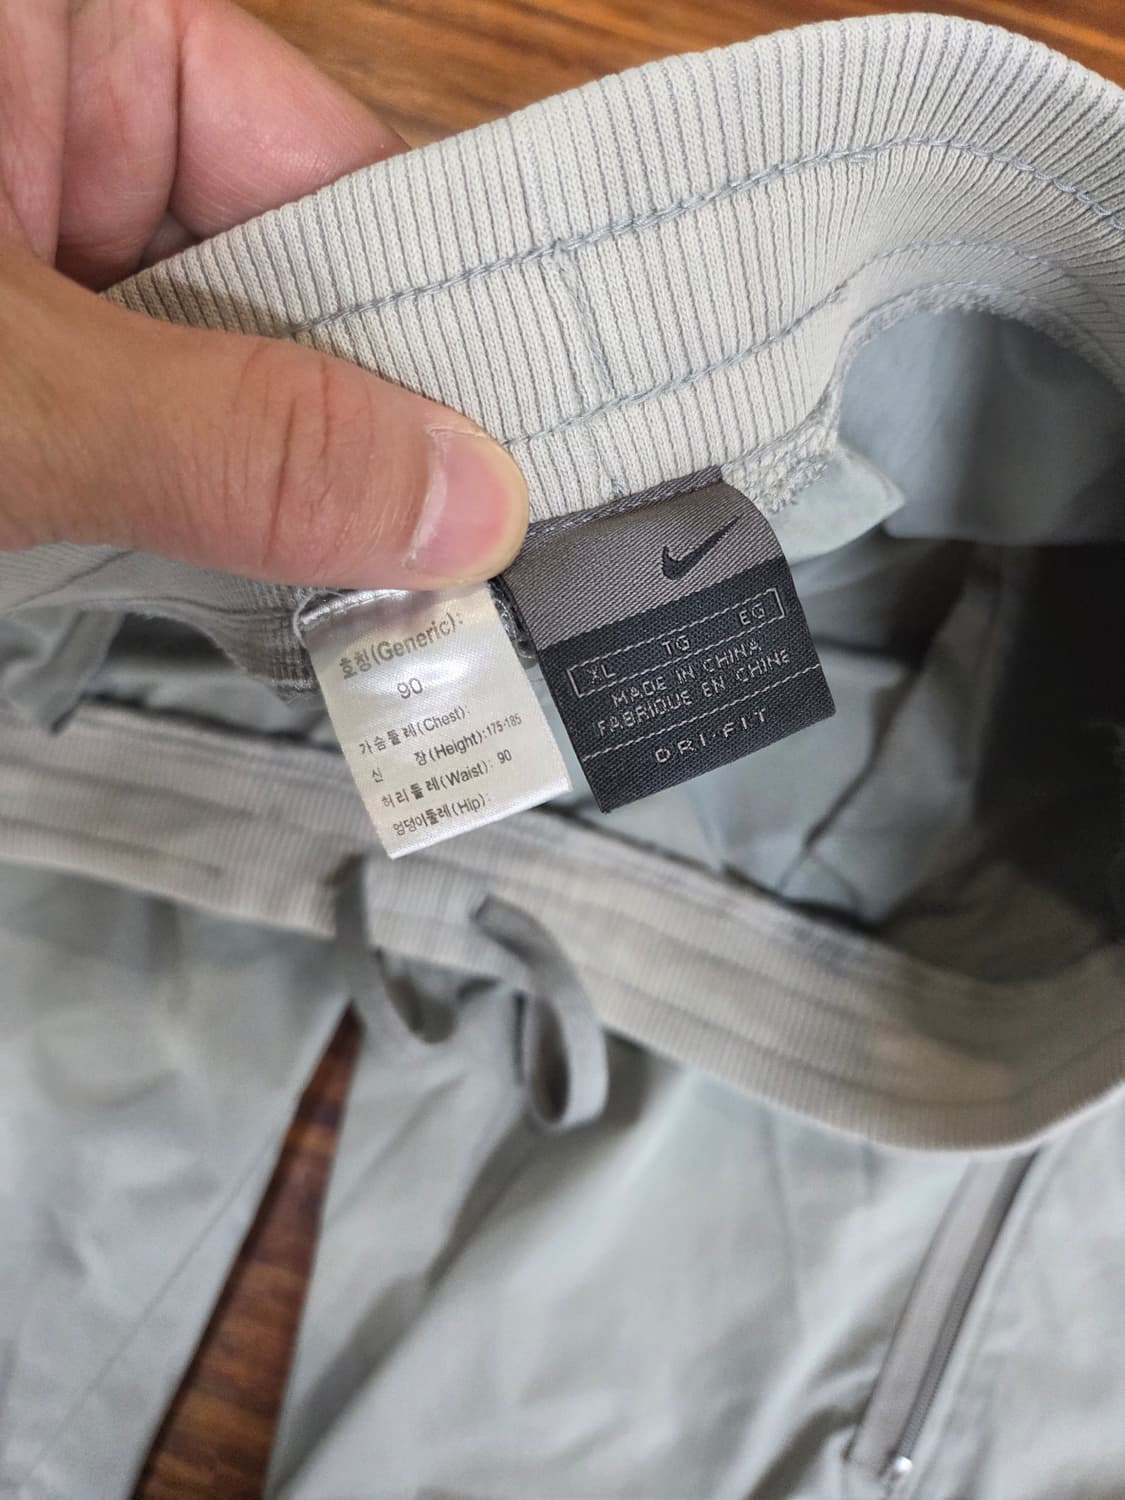 호칭(Generic):
90
가슴둘레(Chest):
신 장(Height):175-185
허리둘레(Waist): 90
엉덩이둘레(Hip):
XL TG EG
MADE IN CHINA
FABRIQUE EN CHINE
DRI-FIT